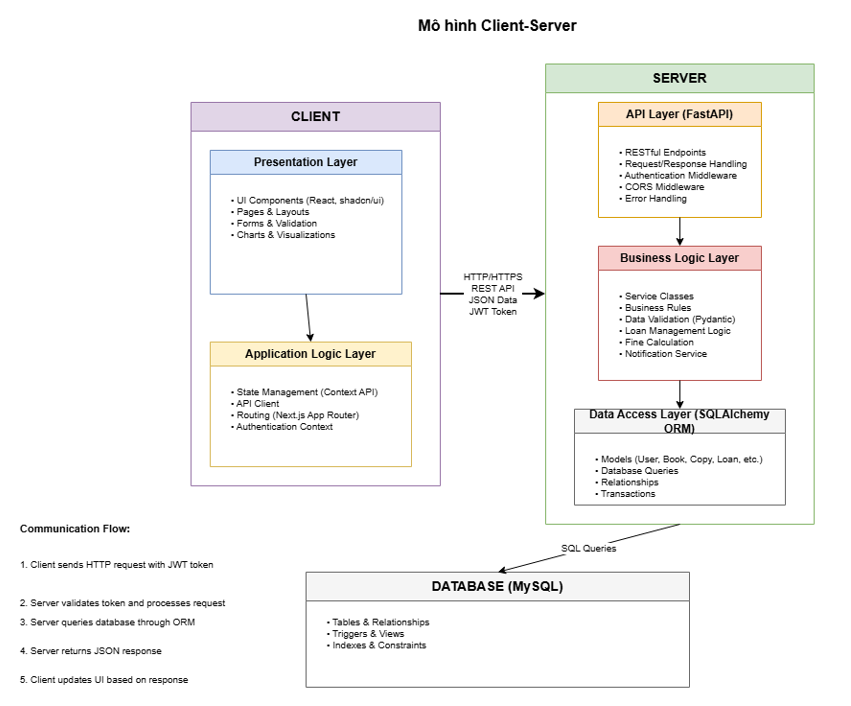 Mô hình Client-Server
CLIENT
Presentation Layer
• UI Components (React, shadcn/ui)
• Pages & Layouts
• Forms & Validation
• Charts & Visualizations
Application Logic Layer
• State Management (Context API)
• API Client
• Routing (Next.js App Router)
• Authentication Context
HTTP/HTTPS
REST API
JSON Data
JWT Token
SERVER
API Layer (FastAPI)
• RESTful Endpoints
• Request/Response Handling
• Authentication Middleware
• CORS Middleware
• Error Handling
Business Logic Layer
• Service Classes
• Business Rules
• Data Validation (Pydantic)
• Loan Management Logic
• Fine Calculation
• Notification Service
Data Access Layer (SQLAlchemy
ORM)
• Models (User, Book, Copy, Loan, etc.)
• Database Queries
• Relationships
• Transactions
SQL Queries
DATABASE (MySQL)
• Tables & Relationships
• Triggers & Views
• Indexes & Constraints
Communication Flow:
1. Client sends HTTP request with JWT token
2. Server validates token and processes request
3. Server queries database through ORM
4. Server returns JSON response
5. Client updates UI based on response